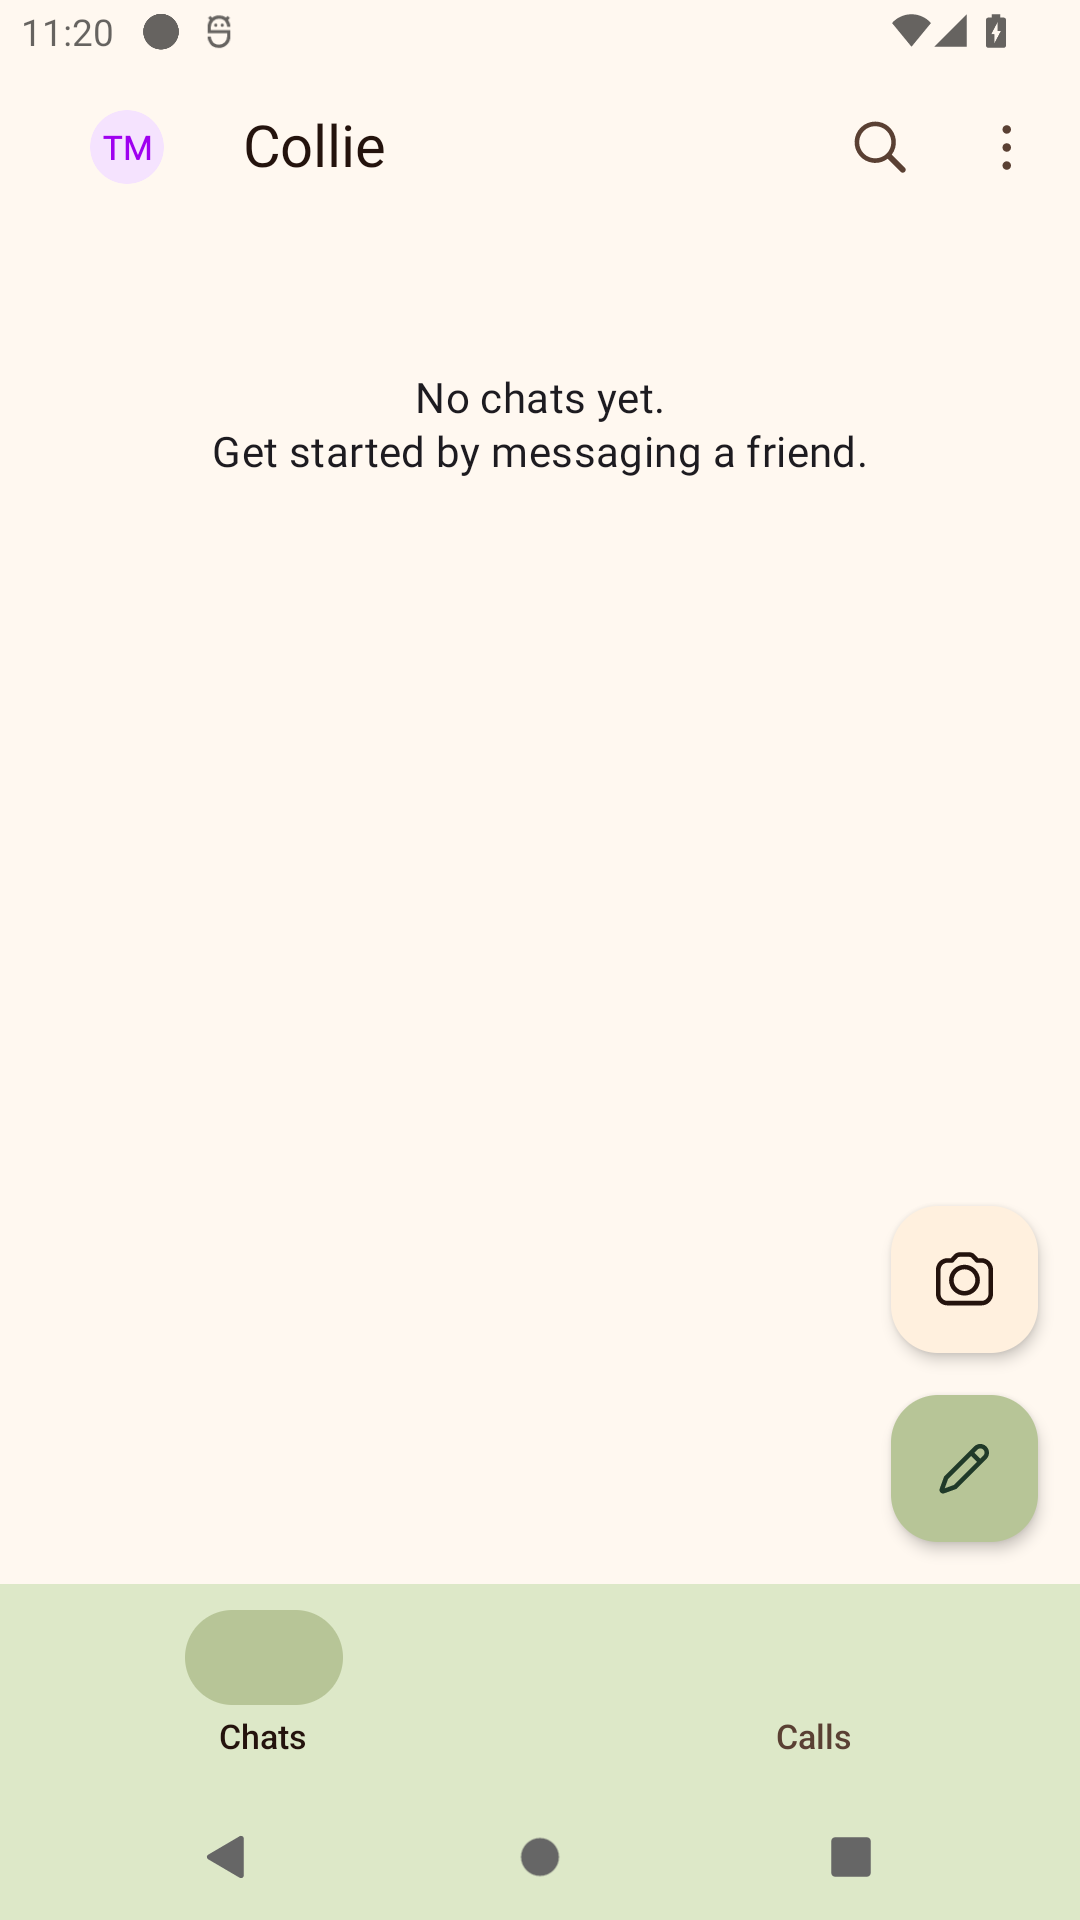 11:20
TM
Collie
No chats yet.
Get started by messaging a friend.
Chats
Calls